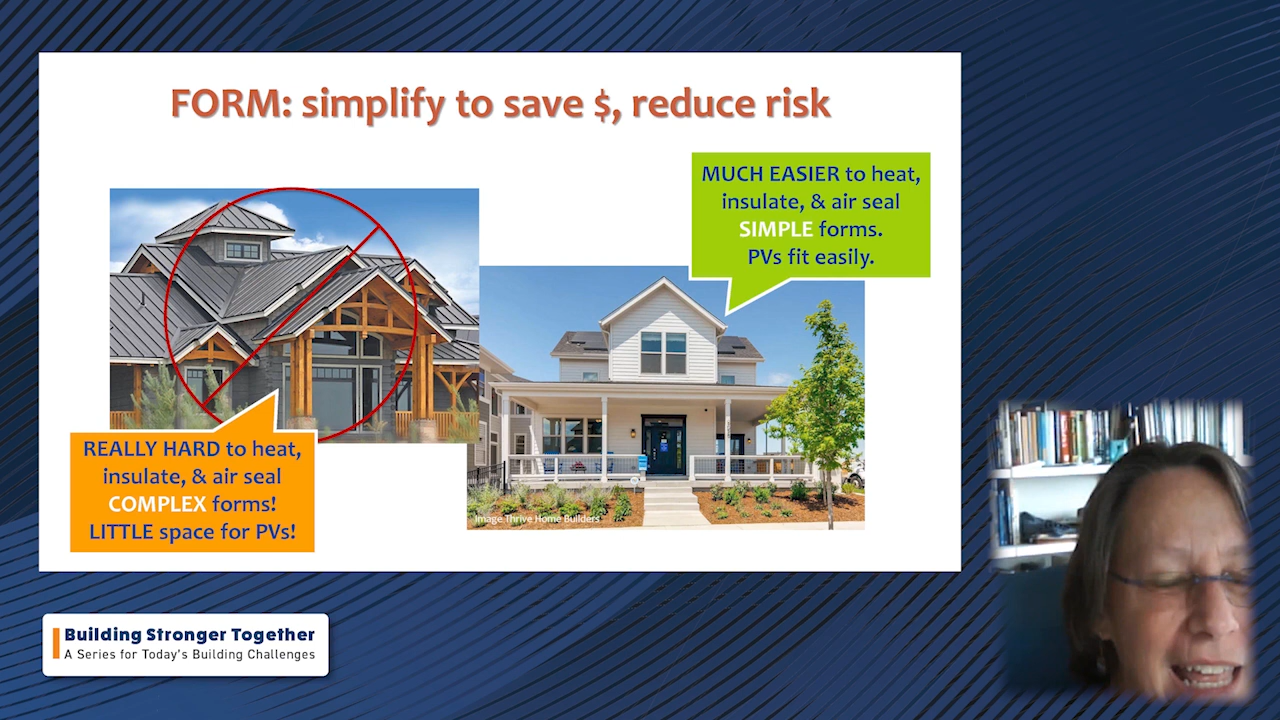 FORM: simplify to save $, reduce risk
MUCH EASIER to heat,
insulate, & air seal
SIMPLE forms.
PVs fit easily.
REALLY HARD to heat,
insulate, & air seal
COMPLEX forms!
LITTLE space for PVs!
Image Thrive Home Builders
Building Stronger Together
A Series for Today's Building Challenges